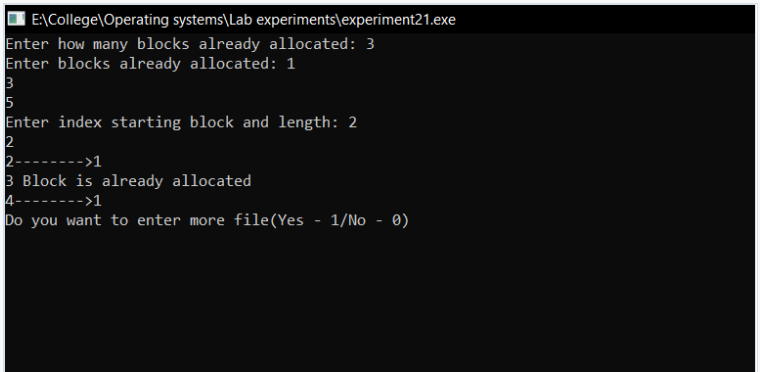 E:\College\Operating systems\Lab experiments\experiment21.exe
Enter how many blocks already allocated: 3
Enter blocks already allocated: 1
3
5
Enter index starting block and length: 2
2
2-------->1
3 Block is already allocated
4-------->1
Do you want to enter more file(Yes - 1/No - 0)